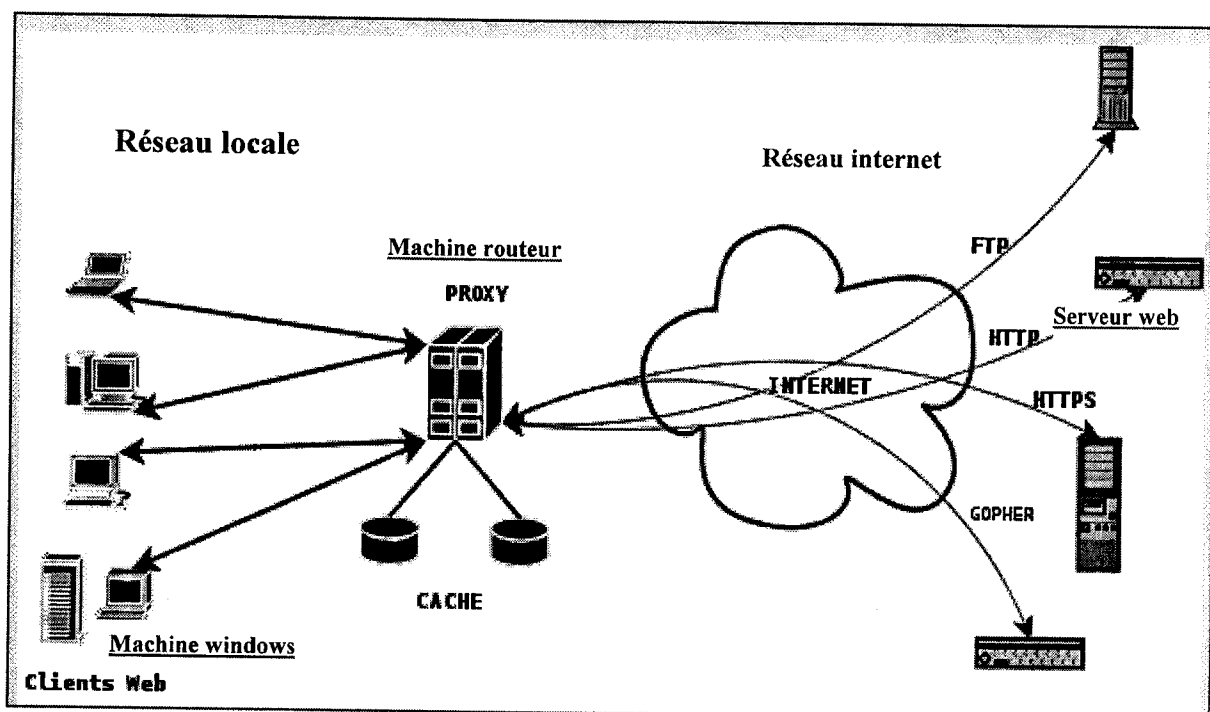 Réseau locale
Réseau internet
Machine routeur
PROXY
FTP
Serveur web
HTTP
INTERNET
HTTPS
GOPHER
CACHE
Machine windows
Clients Web